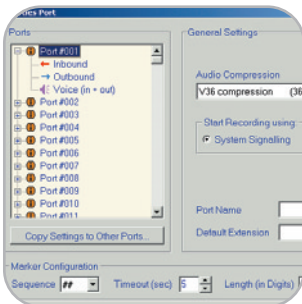 Port
Ports
General Settings
Port #001
Inbound
Outbound
Voice (in + out)
Port #002
Port #003
Port #004
Port #005
Port #006
Port #007
Port #008
Port #009
Port #010
Port #011
Audio Compression
V36 compression (36
Start Recording using:
System Signalling
Port Name
Default Extension
Copy Settings to Other Ports...
Marker Configuration
Sequence ## Timeout (sec) 5 Length (in Digits)